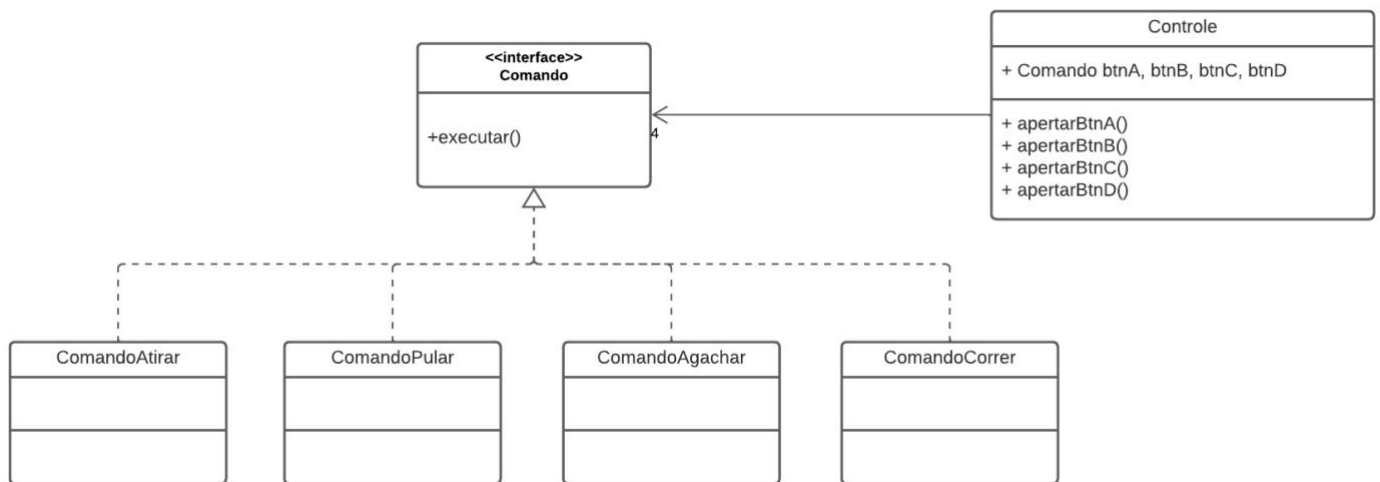 <<interface>>
Comando
+executar()
4
Controle
+ Comando btnA, btnB, btnC, btnD
+ apertarBtnA()
+ apertarBtnB()
+ apertarBtnC()
+ apertarBtnD()
ComandoAtirar
ComandoPular
ComandoAgachar
ComandoCorrer